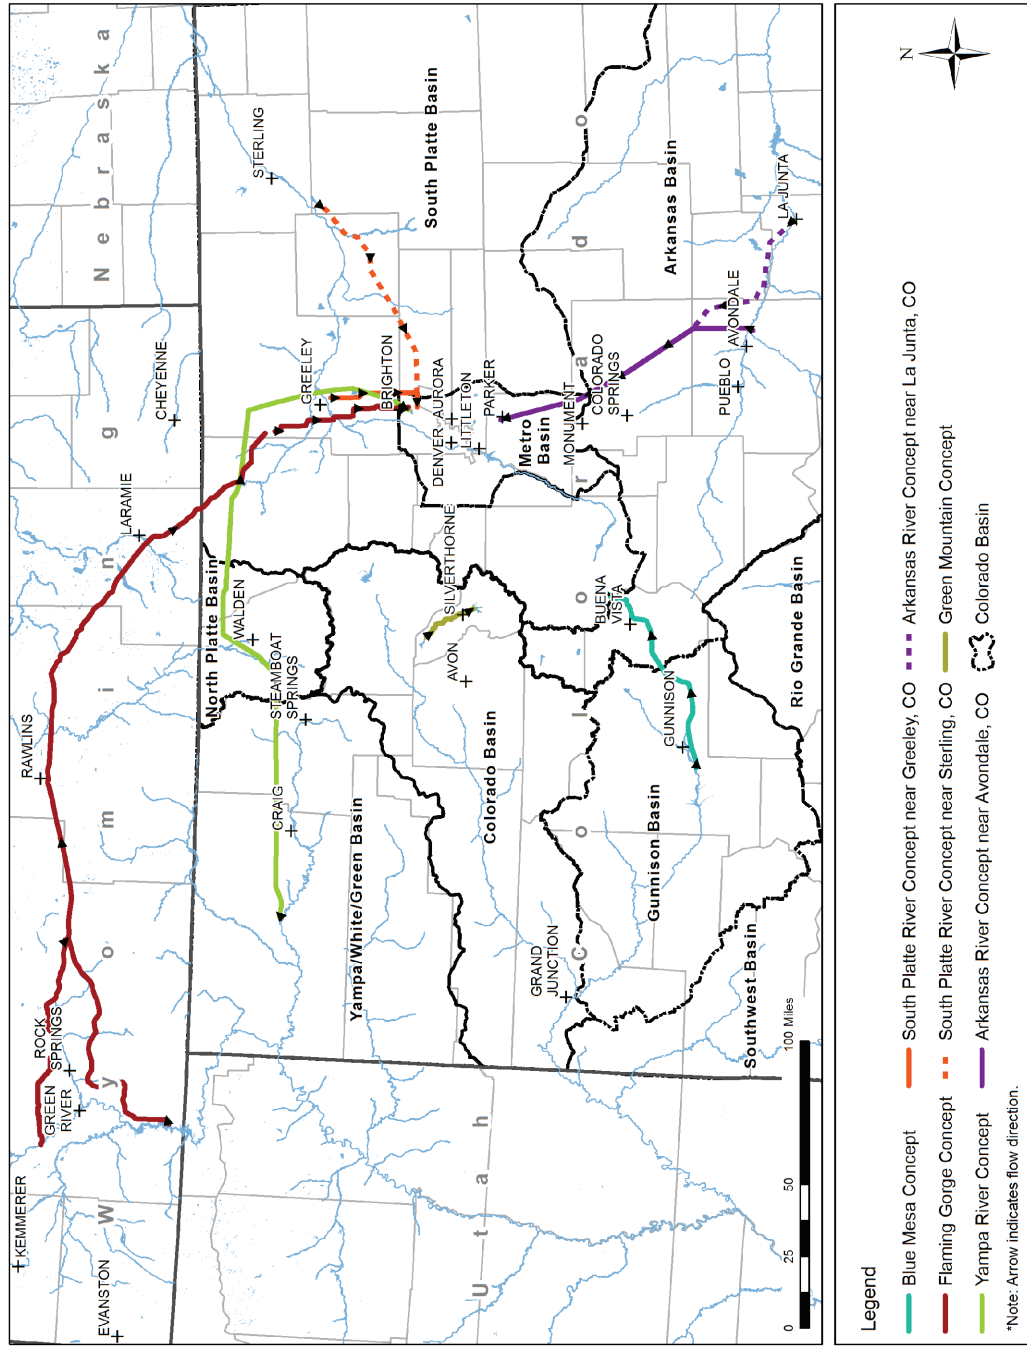 KEMMERER
EVANSTON
GREEN
RIVER
ROCK
SPRINGS
RAWLINS
LARAMIE
CHEYENNE
W y o m i n g
N e b r a s k a
U t a h
C o l o r a d o
STERLING
GREELEY
BRIGHTON
DENVER
AURORA
LITTLETON
PARKER
MONUMENT
COLORADO
SPRINGS
PUEBLO
AVONDALE
LA JUNTA
WALDEN
STEAMBOAT
SPRINGS
CRAIG
SILVERTHORNE
AVON
BUENA
VISTA
GUNNISON
GRAND
JUNCTION
North Platte Basin
South Platte Basin
Metro
Basin
Arkansas Basin
Yampa/White/Green Basin
Colorado Basin
Gunnison Basin
Rio Grande Basin
Southwest Basin
0 25 50 100 Miles
N
Legend
Blue Mesa Concept
Flaming Gorge Concept
Yampa River Concept
South Platte River Concept near Greeley, CO
South Platte River Concept near Sterling, CO
Arkansas River Concept near Avondale, CO
Arkansas River Concept near La Junta, CO
Green Mountain Concept
Colorado Basin
*Note: Arrow indicates flow direction.